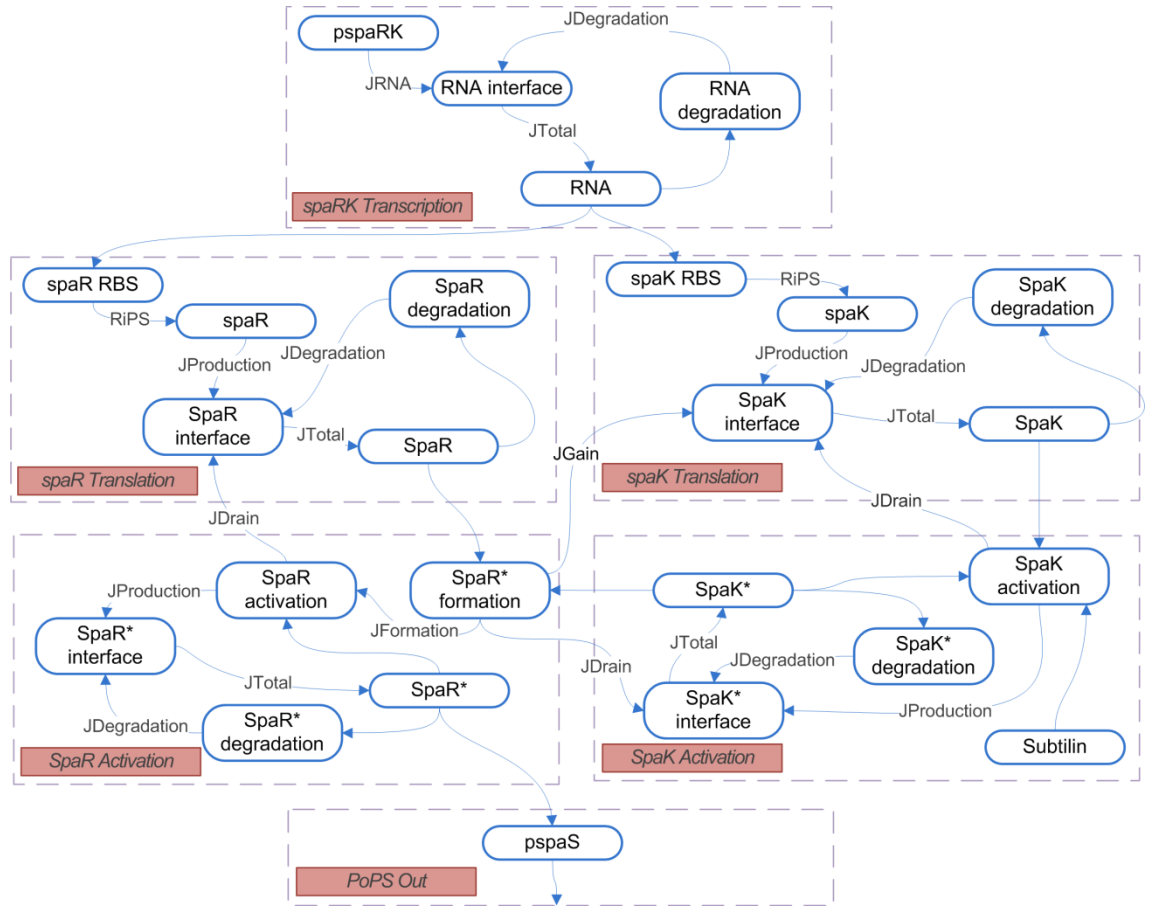 JDegradation
pspaRK
JRNA
RNA interface
RNA
degradation
JTotal
RNA
spaRK Transcription
spaR RBS
RiPS
spaR
SpaR
degradation
JProduction
JDegradation
SpaR
interface
JTotal
SpaR
spaR Translation
spaK RBS
RiPS
spaK
SpaK
degradation
JProduction
JDegradation
SpaK
interface
JTotal
SpaK
JGain
spaK Translation
JDrain
JDrain
SpaR
activation
SpaR*
formation
JProduction
JFormation
SpaR*
interface
JTotal
SpaR*
JDegradation
SpaR*
degradation
SpaR Activation
SpaK*
SpaK
activation
JTotal
SpaK*
degradation
JDrain
JDegradation
SpaK*
interface
JProduction
Subtilin
SpaK Activation
pspaS
PoPS Out